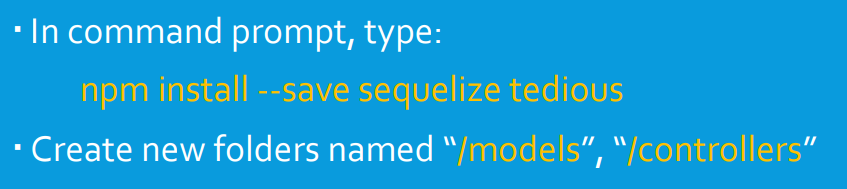 ▪ In command prompt, type:
npm install --save sequelize tedious
▪ Create new folders named “/models”, “/controllers”